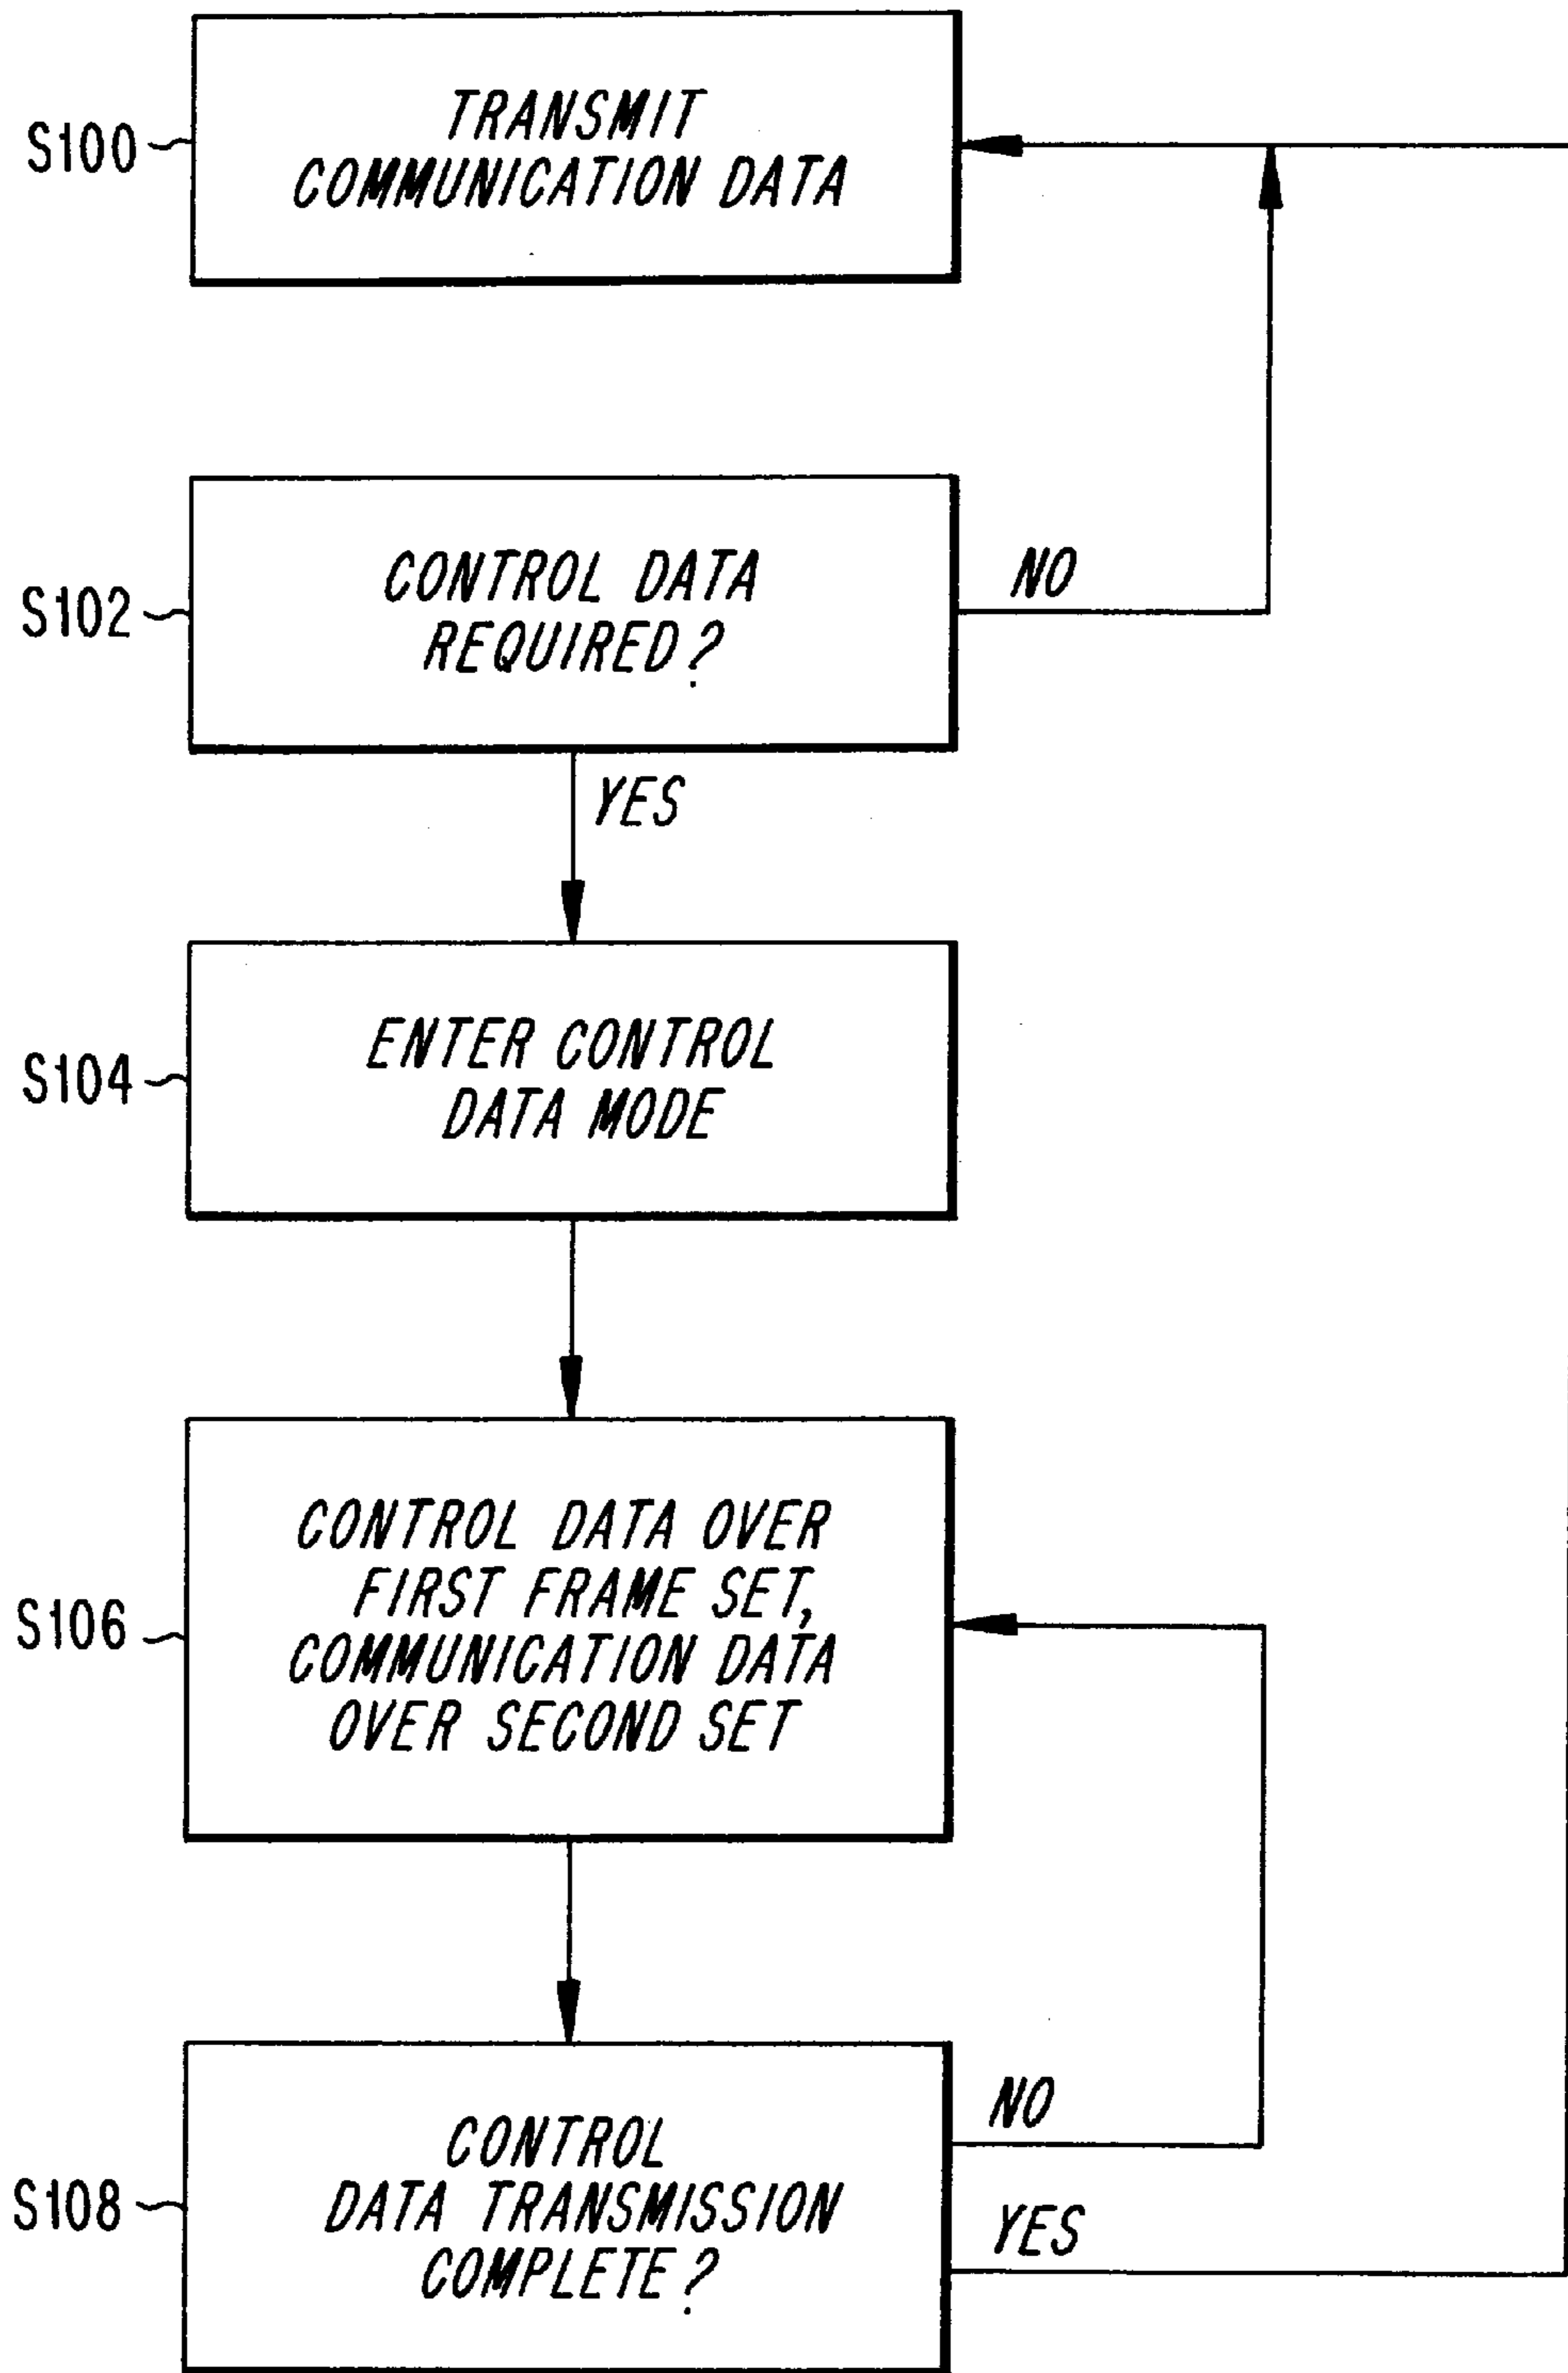 S100
TRANSMIT
COMMUNICATION DATA
S102
CONTROL DATA
REQUIRED?
NO
YES
S104
ENTER CONTROL
DATA MODE
S106
CONTROL DATA OVER
FIRST FRAME SET,
COMMUNICATION DATA
OVER SECOND SET
S108
CONTROL
DATA TRANSMISSION
COMPLETE?
NO
YES